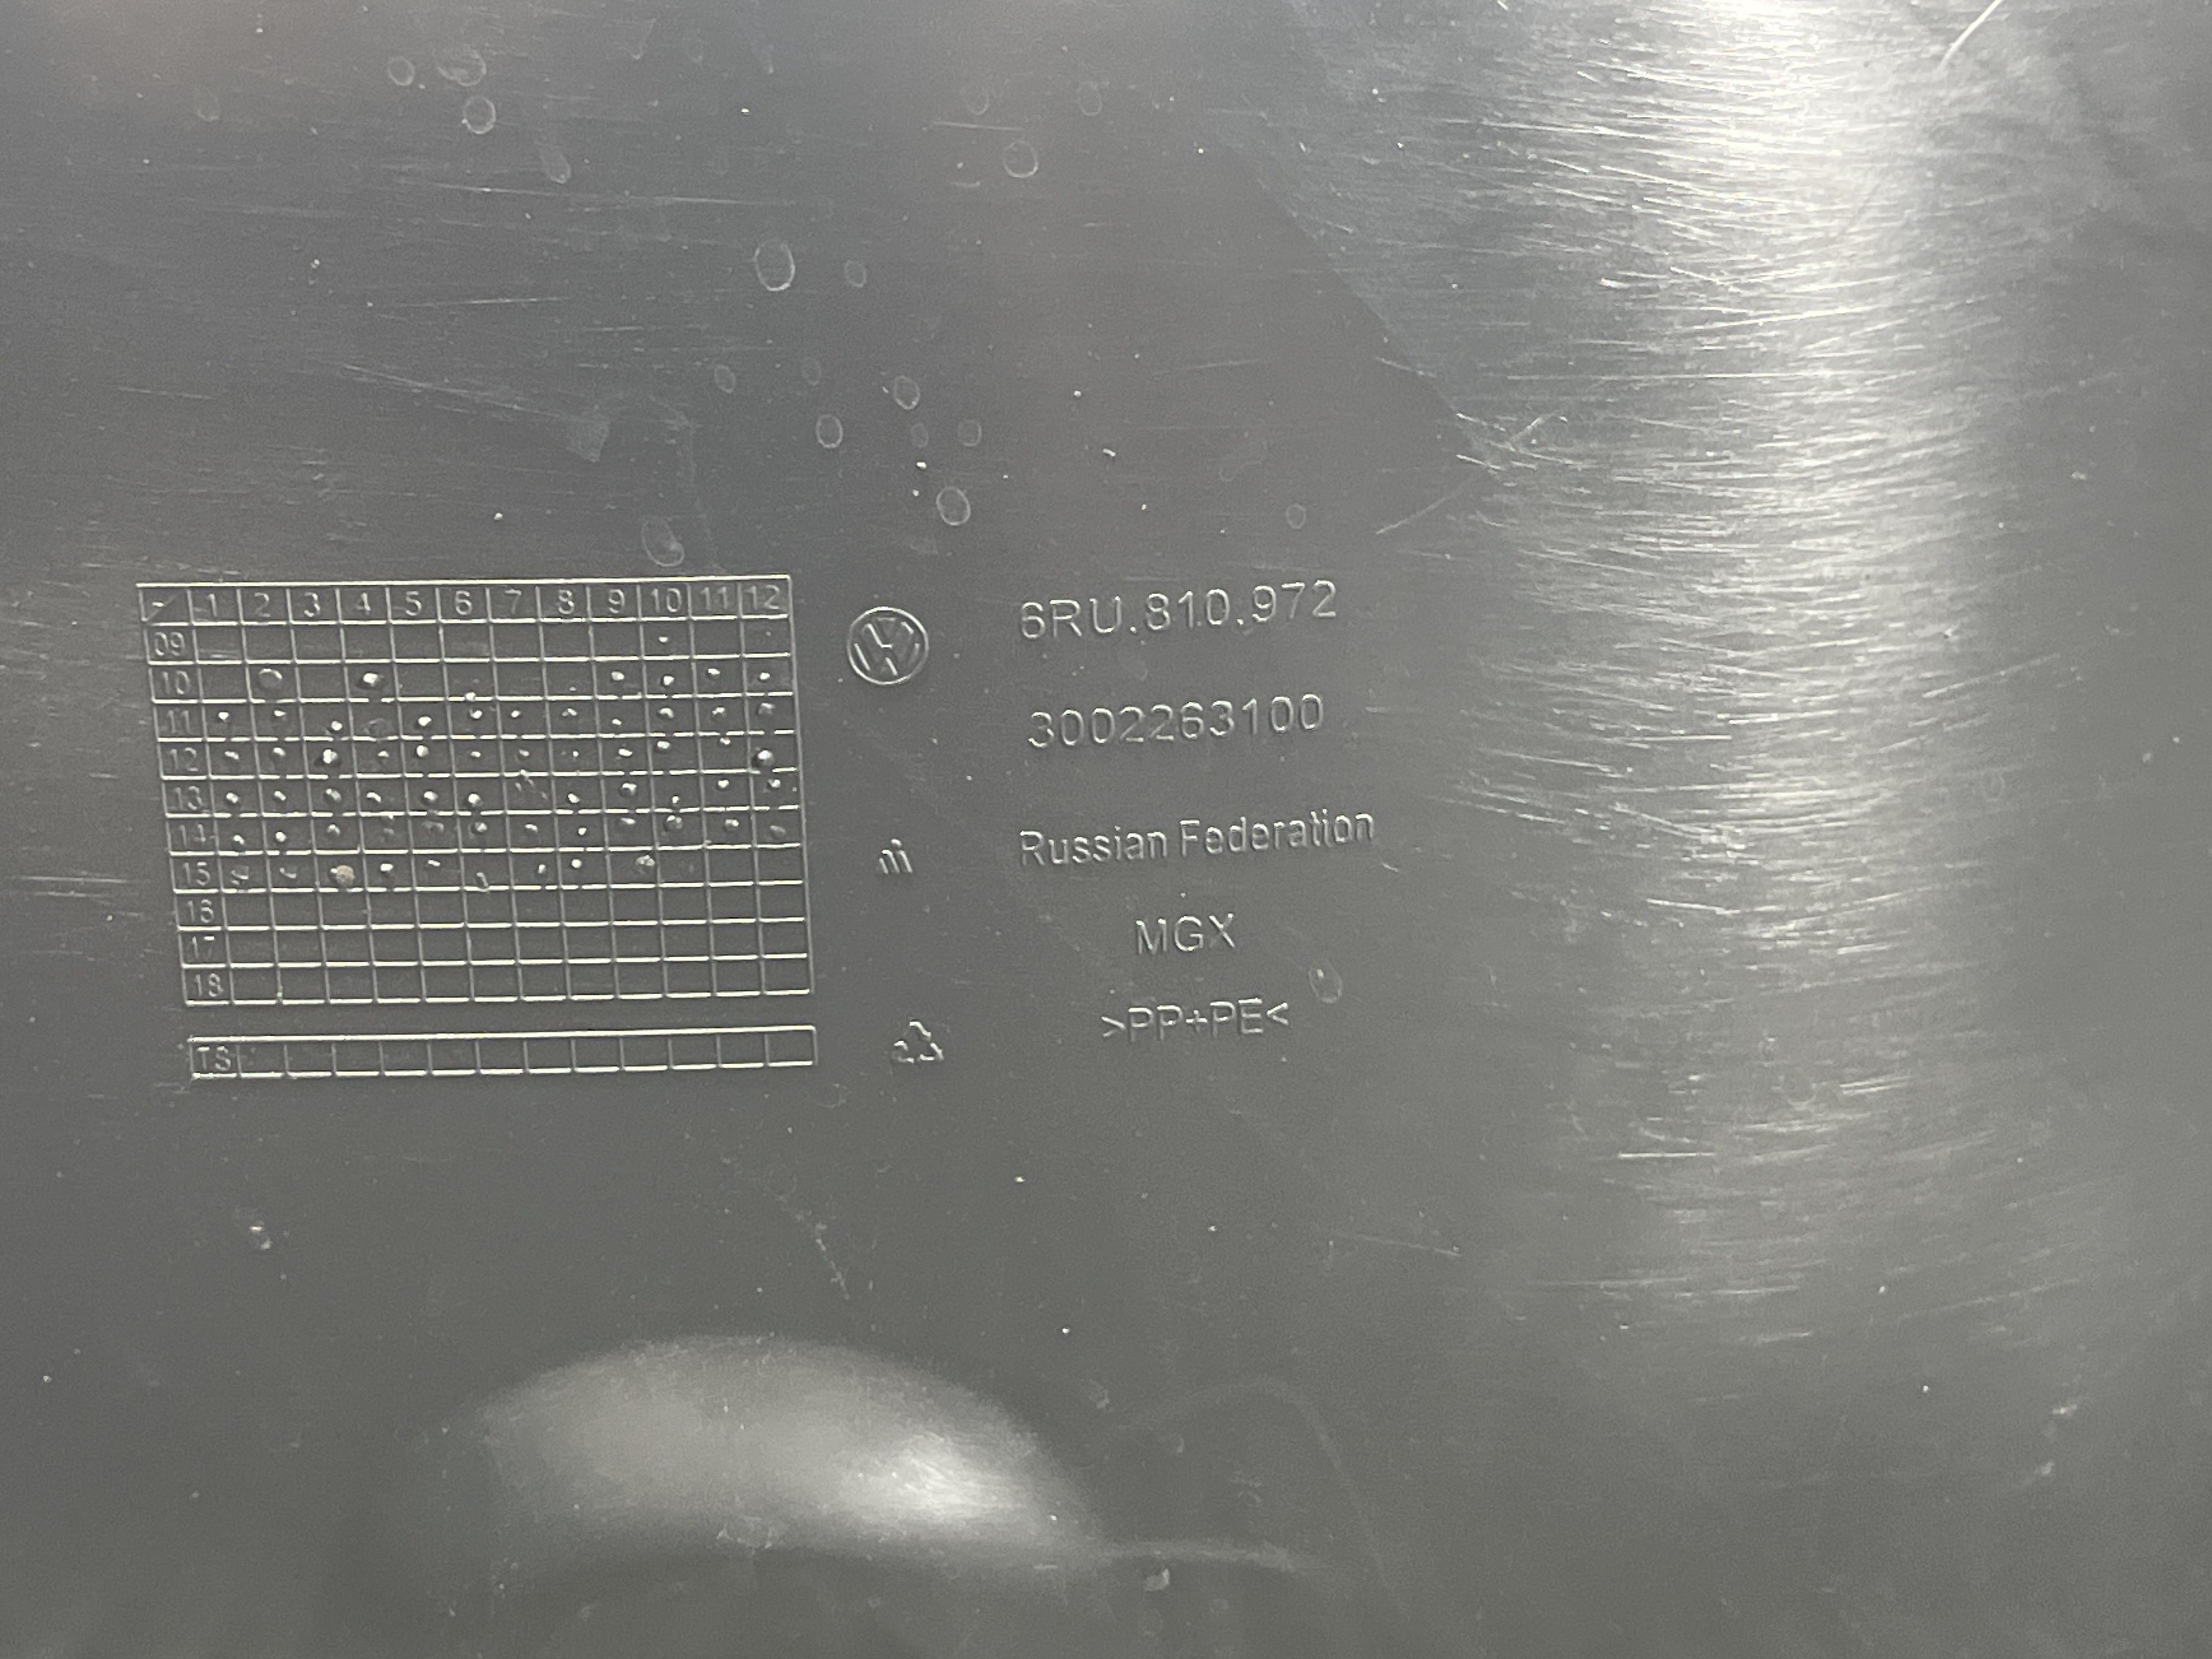 - 1 2 3 4 5 6 7 8 9 10 11 12
09
10
11
12
13
14
15
16
17
18
TS
6RU.810.972
3002263100
Russian Federation
MGX
>PP+PE<